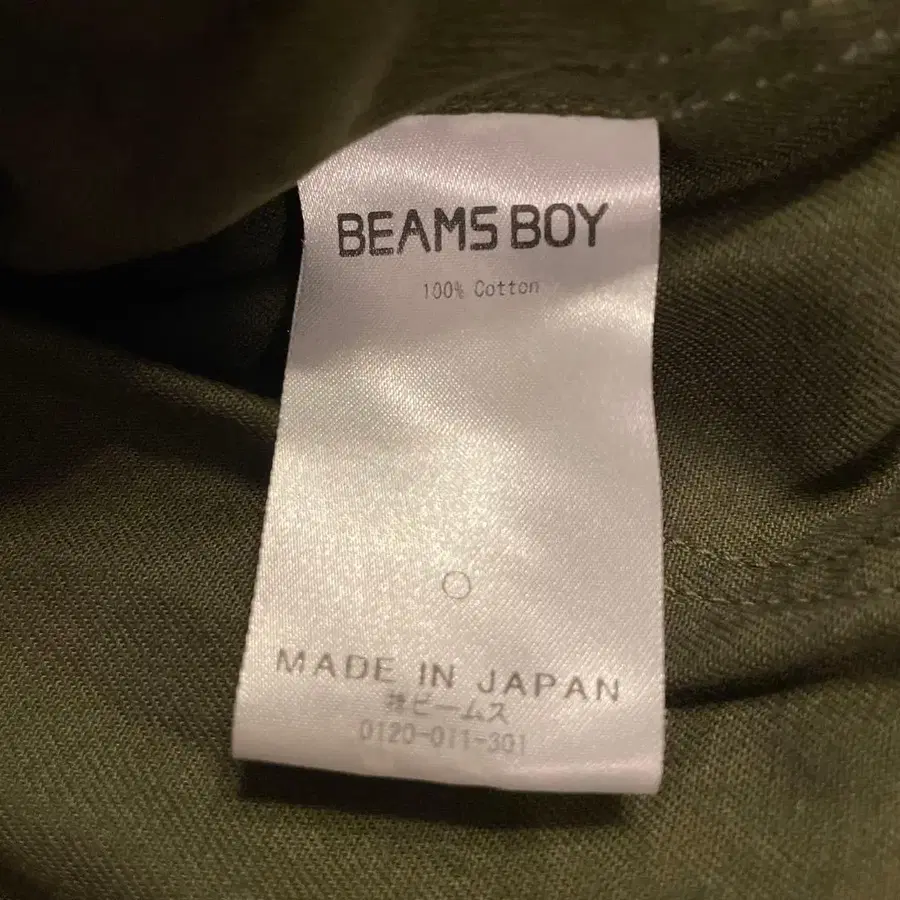 BEAMS BOY
100% Cotton
MADE IN JAPAN
㈱ビームス
0120-011-301